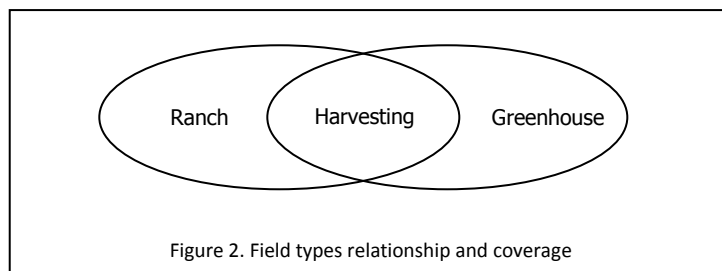 Ranch Harvesting Greenhouse
Figure 2. Field types relationship and coverage